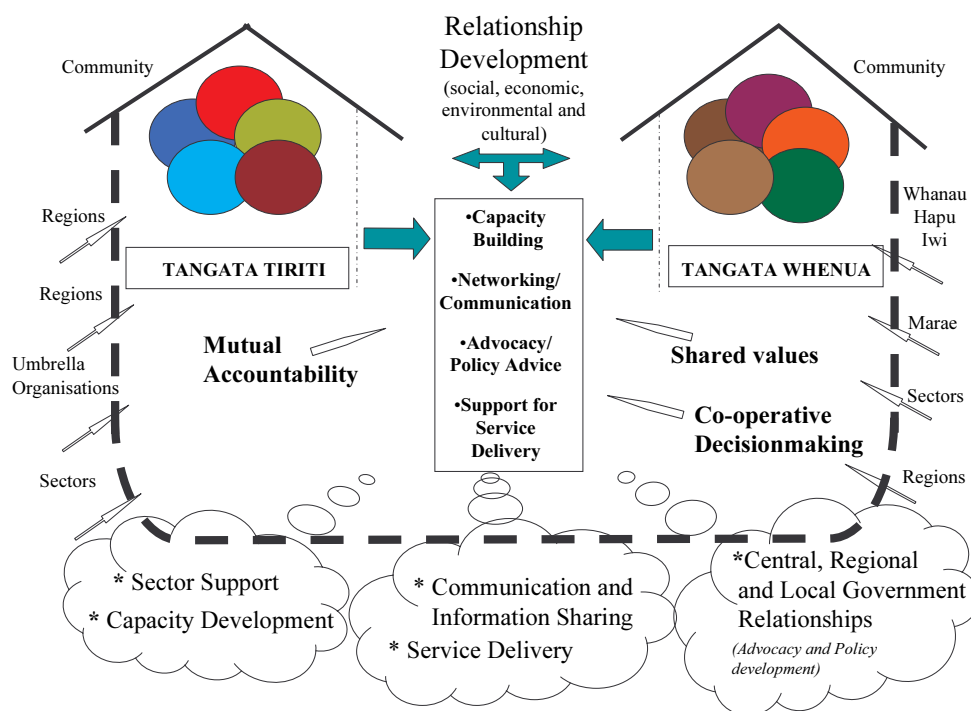 Relationship
Development
(social, economic,
environmental and
cultural)
Community
Community
TANGATA TIRITI
TANGATA WHENUA
•Capacity
Building
•Networking/
Communication
•Advocacy/
Policy Advice
•Support for
Service
Delivery
Regions
Regions
Umbrella
Organisations
Sectors
Mutual
Accountability
Shared values
Co-operative
Decisionmaking
Whanau
Hapu
Iwi
Marae
Sectors
Regions
* Sector Support
* Capacity Development
* Communication and
Information Sharing
* Service Delivery
*Central, Regional
and Local Government
Relationships
(Advocacy and Policy
development)